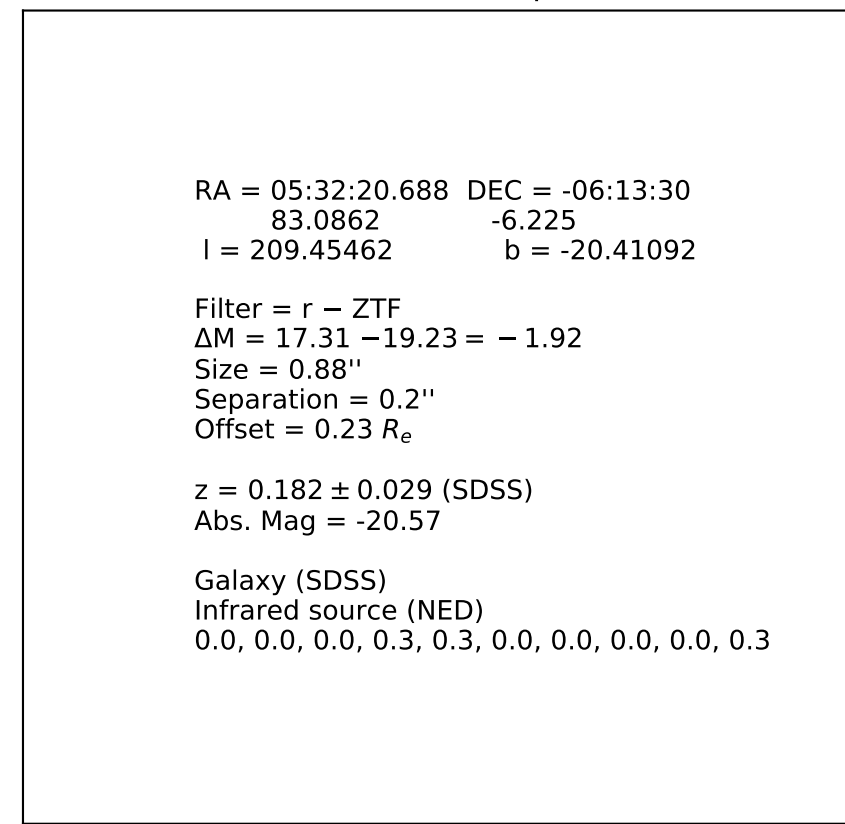 RA = 05:32:20.688  DEC = -06:13:30
83.0862  -6.225
l = 209.45462  b = -20.41092
Filter = r − ZTF
ΔM = 17.31 −19.23 = − 1.92
Size = 0.88''
Separation = 0.2''
Offset = 0.23 Rₑ
z = 0.182 ± 0.029 (SDSS)
Abs. Mag = -20.57
Galaxy (SDSS)
Infrared source (NED)
0.0, 0.0, 0.0, 0.3, 0.3, 0.0, 0.0, 0.0, 0.0, 0.3